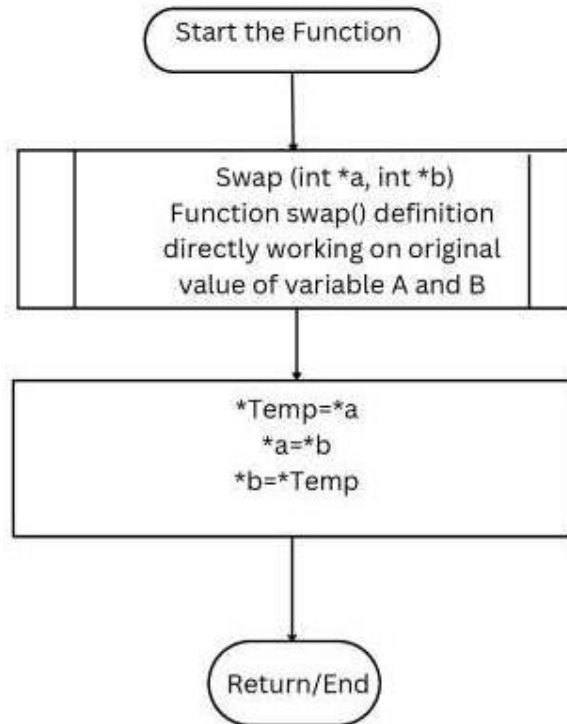 Start the Function
Swap (int *a, int *b)
Function swap() definition
directly working on original
value of variable A and B
*Temp=*a
*a=*b
*b=*Temp
Return/End